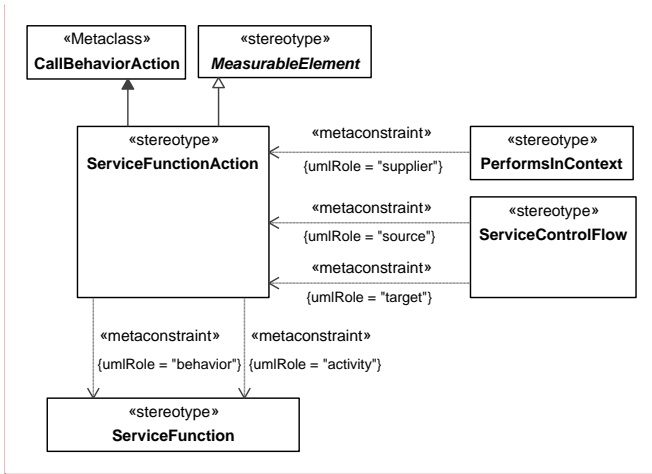 «Metaclass»
CallBehaviorAction
«stereotype»
MeasurableElement
«stereotype»
ServiceFunctionAction
«metaconstraint»
{umlRole = "supplier"}
«stereotype»
PerformsInContext
«metaconstraint»
{umlRole = "source"}
«stereotype»
ServiceControlFlow
«metaconstraint»
{umlRole = "target"}
«metaconstraint»
{umlRole = "behavior"}
«metaconstraint»
{umlRole = "activity"}
«stereotype»
ServiceFunction